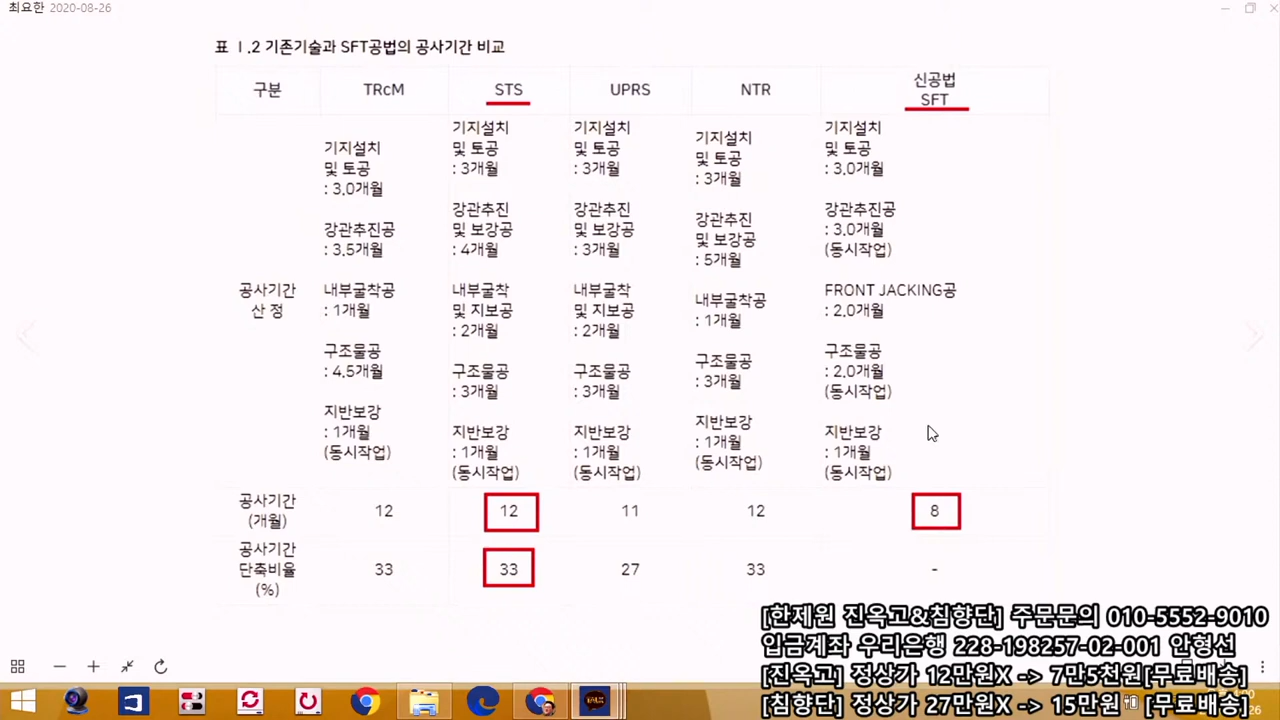 최요한 2020-08-26
표 Ⅰ.2 기존기술과 SFT공법의 공사기간 비교
구분
TRcM
STS
UPRS
NTR
신공법
SFT
공사기간
산 정
기지설치
및 토공
: 3.0개월
강관추진공
: 3.5개월
내부굴착공
: 1개월
구조물공
: 4.5개월
지반보강
: 1개월
(동시작업)
기지설치
및 토공
: 3개월
강관추진
및 보강공
: 4개월
내부굴착
및 지보공
: 2개월
구조물공
: 3개월
지반보강
: 1개월
(동시작업)
기지설치
및 토공
: 3개월
강관추진
및 보강공
: 3개월
내부굴착
및 지보공
: 2개월
구조물공
: 3개월
지반보강
: 1개월
(동시작업)
기지설치
및 토공
: 3개월
강관추진
및 보강공
: 5개월
내부굴착공
: 1개월
구조물공
: 3개월
지반보강
: 1개월
(동시작업)
기지설치
및 토공
: 3.0개월
강관추진공
: 3.0개월
(동시작업)
FRONT JACKING공
: 2.0개월
구조물공
: 2.0개월
(동시작업)
지반보강
: 1개월
(동시작업)
공사기간
(개월)
12
12
11
12
8
공사기간
단축비율
(%)
33
33
27
33
-
[한제원 진옥고&침향단] 주문문의 010-5552-9010
입금계좌 우리은행 228-198257-02-001 안형선
[진옥고] 정상가 12만원X -> 7만5천원[무료배송]
[침향단] 정상가 27만원X -> 15만원 [무료배송]